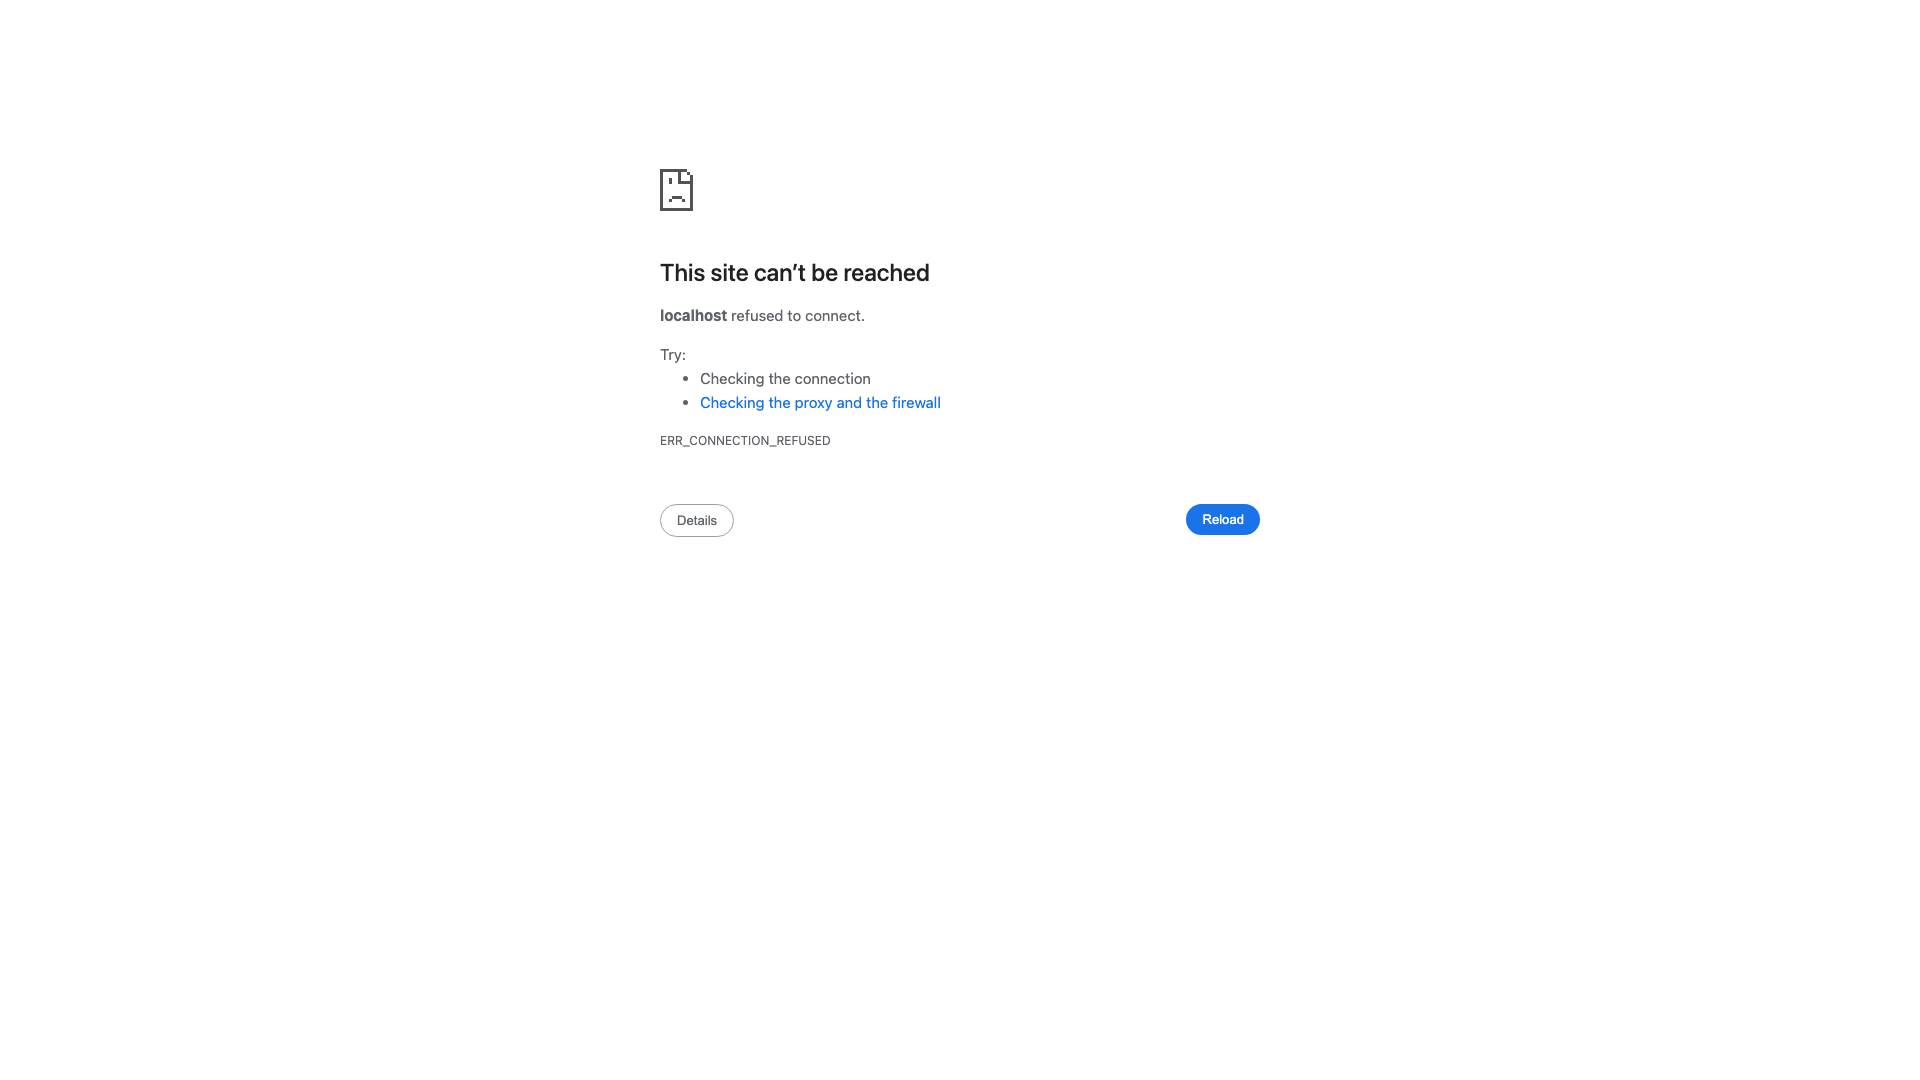 This site can’t be reached
localhost refused to connect.
Try:
Checking the connection
Checking the proxy and the firewall
ERR_CONNECTION_REFUSED
Details
Reload